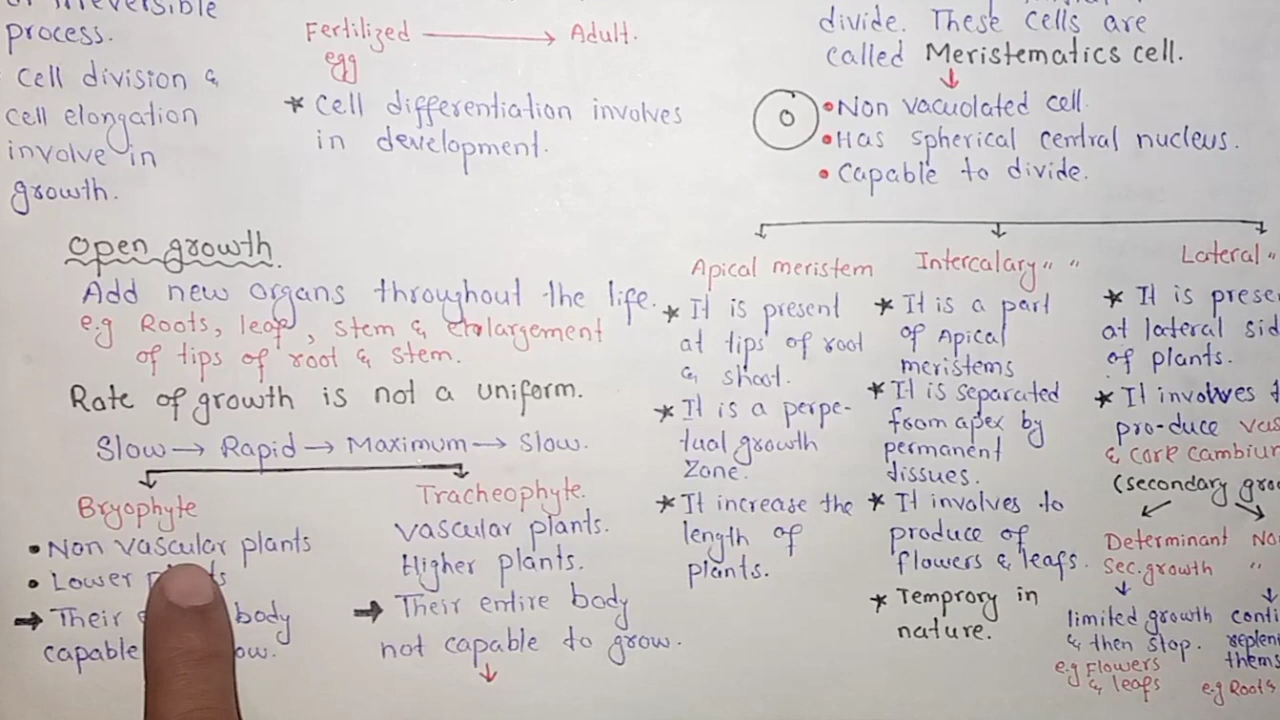 irreversible
process.
Cell division &
cell elongation
involve in
growth.
Fertilized → Adult.
egg
* Cell differentiation involves
in development.
divide. These cells are
called Meristematics cell.
• Non vacuolated cell.
• Has spherical central nucleus.
• Capable to divide.
Open growth.
Add new organs throughout the life.
e.g Roots, leaf, stem & enlargement
of tips of root & stem.
Rate of growth is not a uniform.
Slow → Rapid → Maximum → Slow.
Bryophyte
• Non vascular plants
• Lower
→ Their body
capable
Tracheophyte.
vascular plants.
Higher plants.
→ Their entire body
not capable to grow.
Apical meristem
* It is present
at tips of root
& shoot.
* It is a perpe-
tual growth
zone.
* It increase the
length of
plants.
Intercalary " "
* It is a part
of Apical
meristems
* It is separated
from apex by
permanent
tissues.
* It involves to
produce of
flowers & leafs.
* Temprory in
nature.
Lateral "
* It is
at lateral
of plants.
* It involves
pro-duce
& cork
(secondary
Determinant
Sec. growth "
limited growth
& then stop.
e.g Flowers
& leafs
e.g Roots